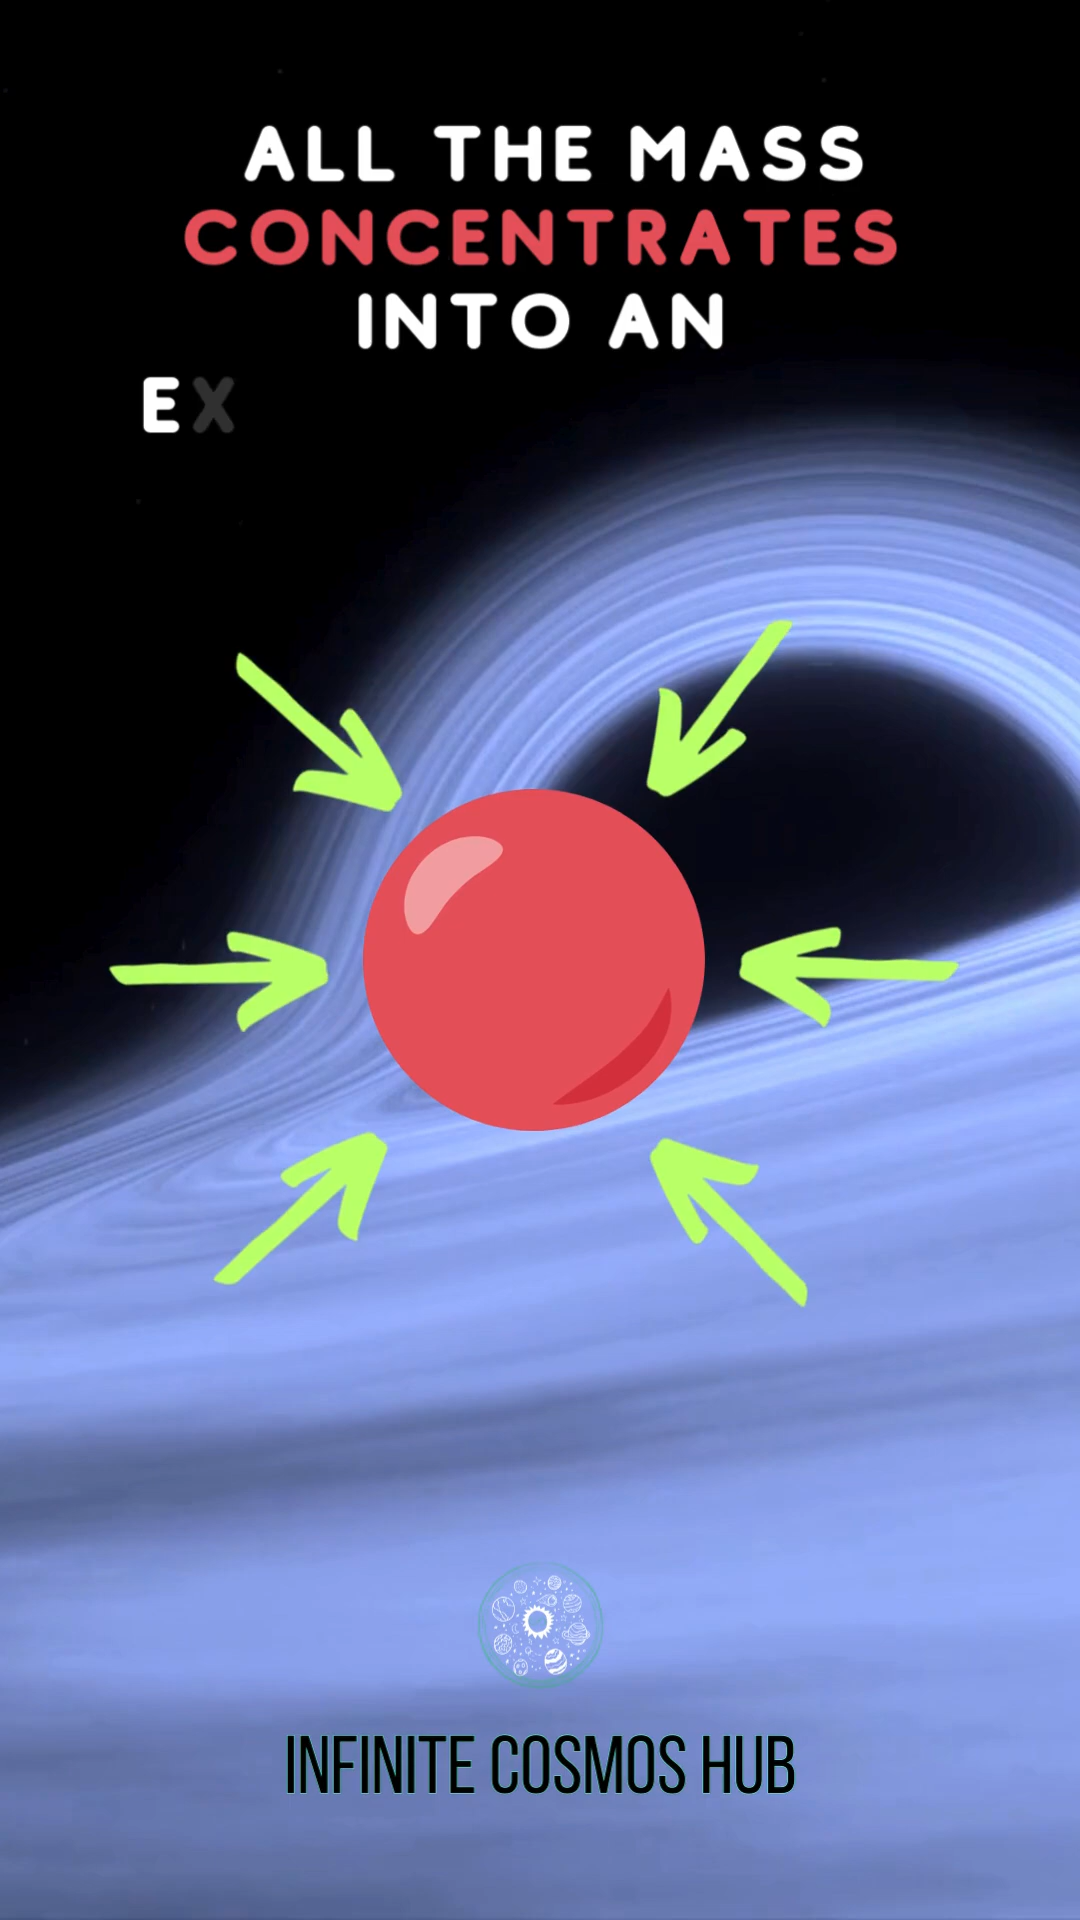 ALL THE MASS
CONCENTRATES
INTO AN
EX
INFINITE COSMOS HUB